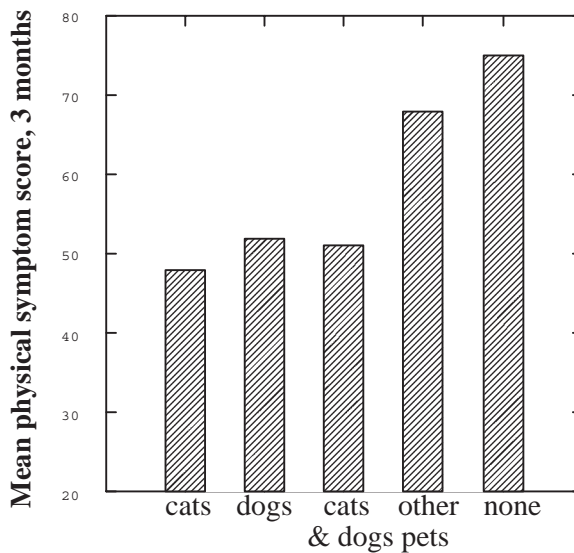 Mean physical symptom score, 3 months
80
70
60
50
40
30
20
cats dogs cats other none
& dogs pets